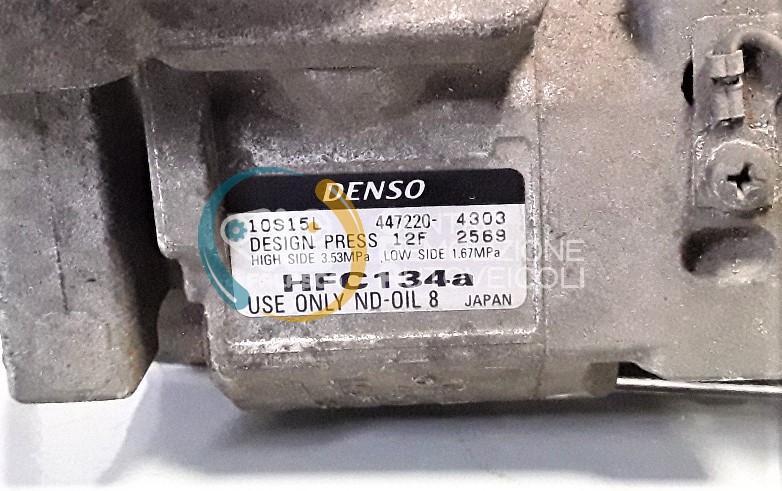 DENSO
10S15L 447220- 4303
DESIGN PRESS 12F 2569
HIGH SIDE 3.53MPa ,LOW SIDE 1.67MPa
HFC134a
USE ONLY ND-OIL 8 JAPAN